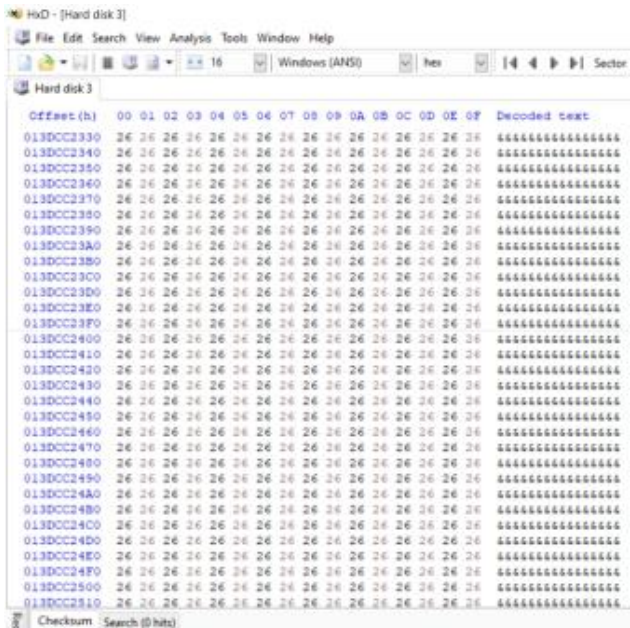 HxD - [Hard disk 3]
File Edit Search View Analysis Tools Window Help
16 Windows (ANSI) hex Sector
Hard disk 3
Offset(h) 00 01 02 03 04 05 06 07 08 09 0A 0B 0C 0D 0E 0F Decoded text
013DCC2330 26 26 26 26 26 26 26 26 26 26 26 26 26 26 26 26 &&&&&&&&&&&&&&&&
013DCC2340 26 26 26 26 26 26 26 26 26 26 26 26 26 26 26 26 &&&&&&&&&&&&&&&&
013DCC2350 26 26 26 26 26 26 26 26 26 26 26 26 26 26 26 26 &&&&&&&&&&&&&&&&
013DCC2360 26 26 26 26 26 26 26 26 26 26 26 26 26 26 26 26 &&&&&&&&&&&&&&&&
013DCC2370 26 26 26 26 26 26 26 26 26 26 26 26 26 26 26 26 &&&&&&&&&&&&&&&&
013DCC2380 26 26 26 26 26 26 26 26 26 26 26 26 26 26 26 26 &&&&&&&&&&&&&&&&
013DCC2390 26 26 26 26 26 26 26 26 26 26 26 26 26 26 26 26 &&&&&&&&&&&&&&&&
013DCC23A0 26 26 26 26 26 26 26 26 26 26 26 26 26 26 26 26 &&&&&&&&&&&&&&&&
013DCC23B0 26 26 26 26 26 26 26 26 26 26 26 26 26 26 26 26 &&&&&&&&&&&&&&&&
013DCC23C0 26 26 26 26 26 26 26 26 26 26 26 26 26 26 26 26 &&&&&&&&&&&&&&&&
013DCC23D0 26 26 26 26 26 26 26 26 26 26 26 26 26 26 26 26 &&&&&&&&&&&&&&&&
013DCC23E0 26 26 26 26 26 26 26 26 26 26 26 26 26 26 26 26 &&&&&&&&&&&&&&&&
013DCC23F0 26 26 26 26 26 26 26 26 26 26 26 26 26 26 26 26 &&&&&&&&&&&&&&&&
013DCC2400 26 26 26 26 26 26 26 26 26 26 26 26 26 26 26 26 &&&&&&&&&&&&&&&&
013DCC2410 26 26 26 26 26 26 26 26 26 26 26 26 26 26 26 26 &&&&&&&&&&&&&&&&
013DCC2420 26 26 26 26 26 26 26 26 26 26 26 26 26 26 26 26 &&&&&&&&&&&&&&&&
013DCC2430 26 26 26 26 26 26 26 26 26 26 26 26 26 26 26 26 &&&&&&&&&&&&&&&&
013DCC2440 26 26 26 26 26 26 26 26 26 26 26 26 26 26 26 26 &&&&&&&&&&&&&&&&
013DCC2450 26 26 26 26 26 26 26 26 26 26 26 26 26 26 26 26 &&&&&&&&&&&&&&&&
013DCC2460 26 26 26 26 26 26 26 26 26 26 26 26 26 26 26 26 &&&&&&&&&&&&&&&&
013DCC2470 26 26 26 26 26 26 26 26 26 26 26 26 26 26 26 26 &&&&&&&&&&&&&&&&
013DCC2480 26 26 26 26 26 26 26 26 26 26 26 26 26 26 26 26 &&&&&&&&&&&&&&&&
013DCC2490 26 26 26 26 26 26 26 26 26 26 26 26 26 26 26 26 &&&&&&&&&&&&&&&&
013DCC24A0 26 26 26 26 26 26 26 26 26 26 26 26 26 26 26 26 &&&&&&&&&&&&&&&&
013DCC24B0 26 26 26 26 26 26 26 26 26 26 26 26 26 26 26 26 &&&&&&&&&&&&&&&&
013DCC24C0 26 26 26 26 26 26 26 26 26 26 26 26 26 26 26 26 &&&&&&&&&&&&&&&&
013DCC24D0 26 26 26 26 26 26 26 26 26 26 26 26 26 26 26 26 &&&&&&&&&&&&&&&&
013DCC24E0 26 26 26 26 26 26 26 26 26 26 26 26 26 26 26 26 &&&&&&&&&&&&&&&&
013DCC24F0 26 26 26 26 26 26 26 26 26 26 26 26 26 26 26 26 &&&&&&&&&&&&&&&&
013DCC2500 26 26 26 26 26 26 26 26 26 26 26 26 26 26 26 26 &&&&&&&&&&&&&&&&
013DCC2510 26 26 26 26 26 26 26 26 26 26 26 26 26 26 26 26 &&&&&&&&&&&&&&&&
Checksum Search (0 hits)